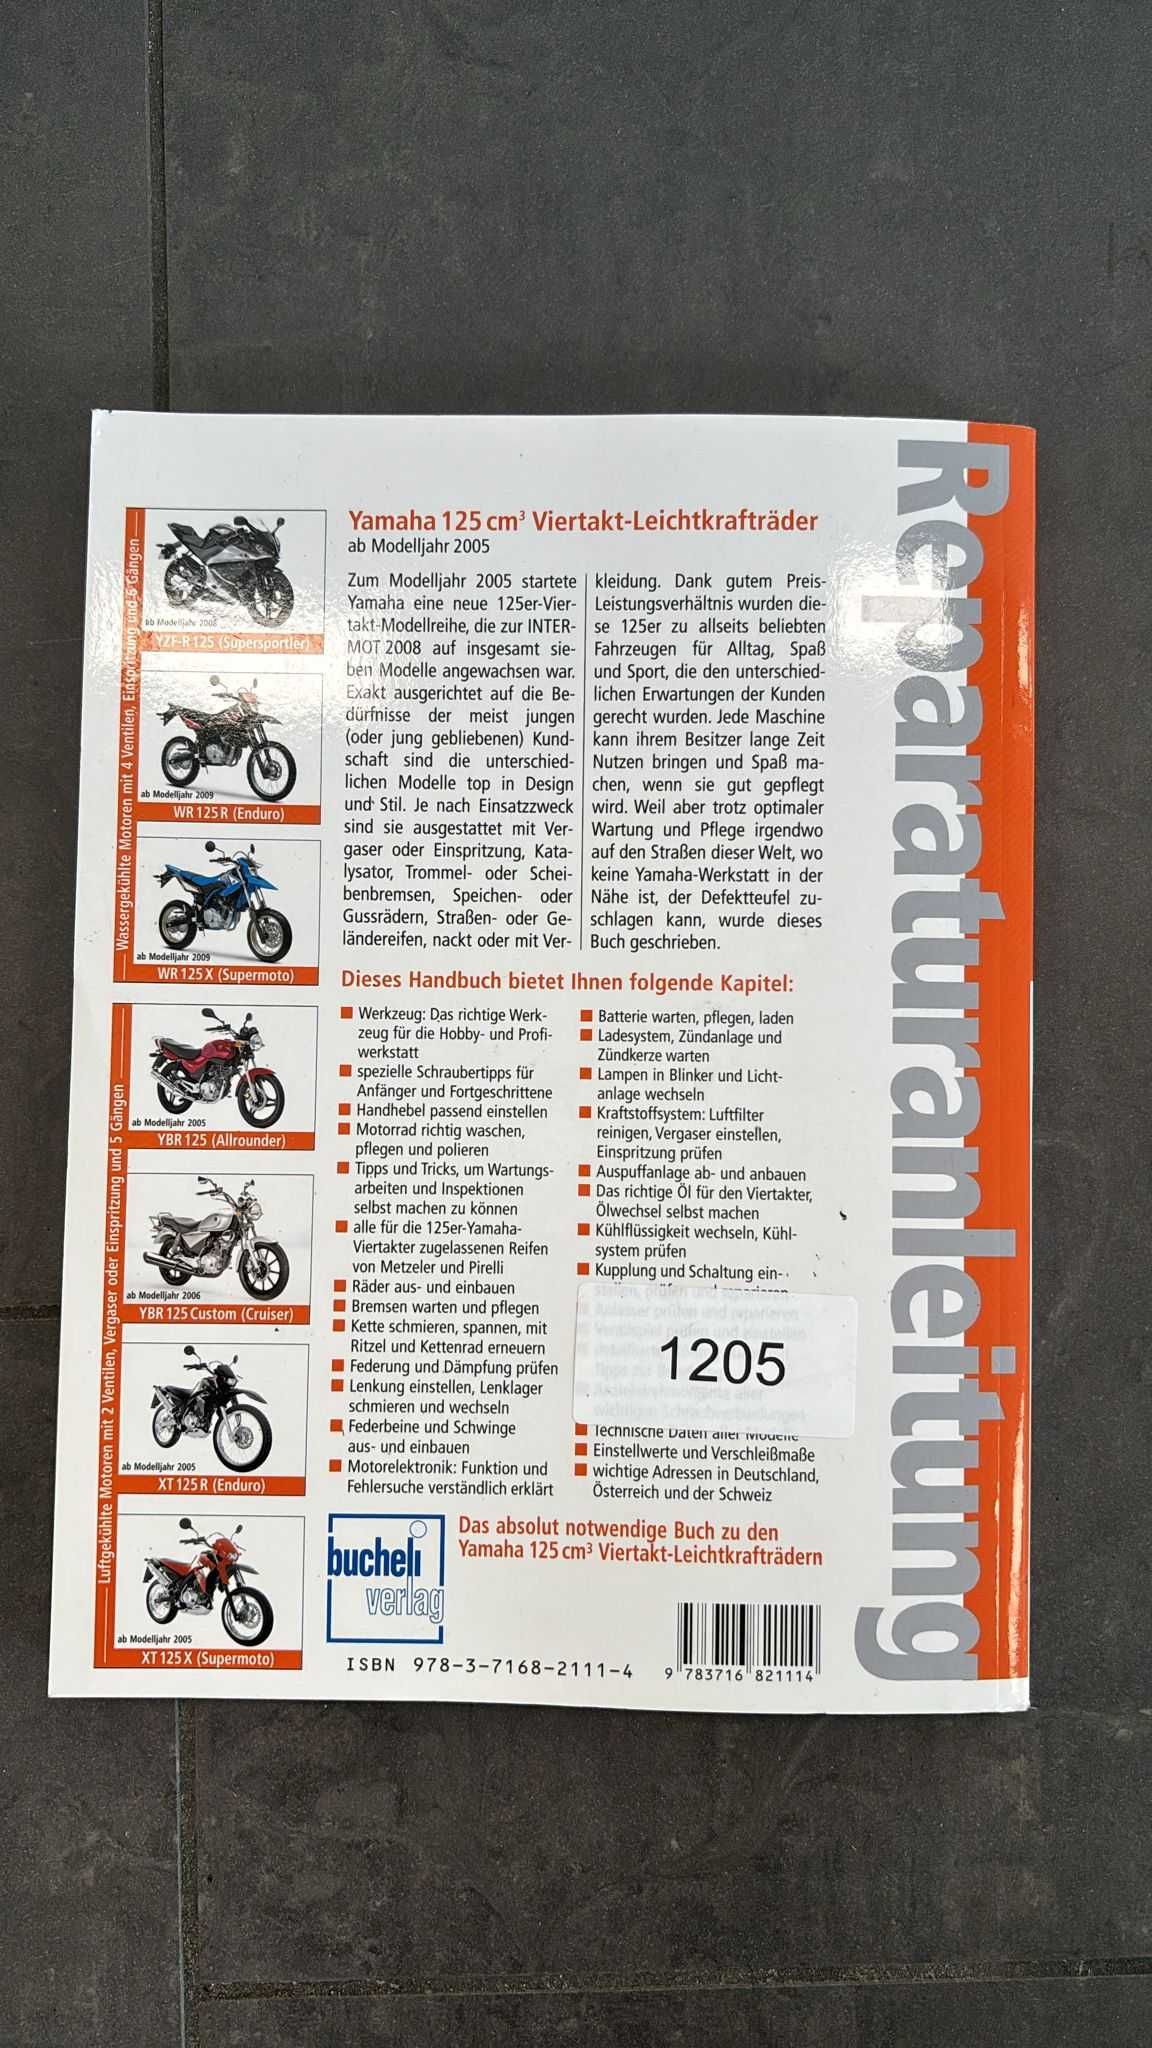 Reparaturanleitung
Yamaha 125 cm³ Viertakt-Leichtkrafträder
ab Modelljahr 2005
Zum Modelljahr 2005 startete
Yamaha eine neue 125er-Vier-
takt-Modellreihe, die zur INTER-
MOT 2008 auf insgesamt sie-
ben Modelle angewachsen war.
Exakt ausgerichtet auf die Be-
dürfnisse der meist jungen
(oder jung gebliebenen) Kund-
schaft sind die unterschied-
lichen Modelle top in Design
und Stil. Je nach Einsatzzweck
sind sie ausgestattet mit Ver-
gaser oder Einspritzung, Kata-
lysator, Trommel- oder Schei-
benbremsen, Speichen- oder
Gussrädern, Straßen- oder Ge-
ländereifen, nackt oder mit Ver-
kleidung. Dank gutem Preis-
Leistungsverhältnis wurden die-
se 125er zu allseits beliebten
Fahrzeugen für Alltag, Spaß
und Sport, die den unterschied-
lichen Erwartungen der Kunden
gerecht wurden. Jede Maschine
kann ihrem Besitzer lange Zeit
Nutzen bringen und Spaß ma-
chen, wenn sie gut gepflegt
wird. Weil aber trotz optimaler
Wartung und Pflege irgendwo
auf den Straßen dieser Welt, wo
keine Yamaha-Werkstatt in der
Nähe ist, der Defektteufel zu-
schlagen kann, wurde dieses
Buch geschrieben.
Dieses Handbuch bietet Ihnen folgende Kapitel:
Werkzeug: Das richtige Werk-
zeug für die Hobby- und Profi-
werkstatt
spezielle Schraubertipps für
Anfänger und Fortgeschrittene
Handhebel passend einstellen
Motorrad richtig waschen,
pflegen und polieren
Tipps und Tricks, um Wartungs-
arbeiten und Inspektionen
selbst machen zu können
alle für die 125er-Yamaha-
Viertakter zugelassenen Reifen
von Metzeler und Pirelli
Räder aus- und einbauen
Bremsen warten und pflegen
Kette schmieren, spannen, mit
Ritzel und Kettenrad erneuern
Federung und Dämpfung prüfen
Lenkung einstellen, Lenklager
schmieren und wechseln
Federbeine und Schwinge
aus- und einbauen
Motorelektronik: Funktion und
Fehlersuche verständlich erklärt
Batterie warten, pflegen, laden
Ladesystem, Zündanlage und
Zündkerze warten
Lampen in Blinker und Licht-
anlage wechseln
Kraftstoffsystem: Luftfilter
reinigen, Vergaser einstellen,
Einspritzung prüfen
Auspuffanlage ab- und anbauen
Das richtige Öl für den Viertakter,
Ölwechsel selbst machen
Kühlflüssigkeit wechseln, Kühl-
system prüfen
Kupplung und Schaltung ein-
stellen, prüfen und reparieren
Anlasser prüfen und reparieren
1205
Technische Daten aller Modelle
Einstellwerte und Verschleißmaße
wichtige Adressen in Deutschland,
Österreich und der Schweiz
Das absolut notwendige Buch zu den
Yamaha 125 cm³ Viertakt-Leichtkrafträdern
bucheli
verlag
ISBN 978-3-7168-2111-4
9 783716 821114
Wassergekühlte Motoren mit 4 Ventilen, Einspritzung und 6 Gängen
ab Modelljahr 2008
YZF-R 125 (Supersportler)
ab Modelljahr 2009
WR 125 R (Enduro)
ab Modelljahr 2009
WR 125 X (Supermoto)
Luftgekühlte Motoren mit 2 Ventilen, Vergaser oder Einspritzung und 5 Gängen
ab Modelljahr 2005
YBR 125 (Allrounder)
ab Modelljahr 2006
YBR 125 Custom (Cruiser)
ab Modelljahr 2005
XT 125 R (Enduro)
ab Modelljahr 2005
XT 125 X (Supermoto)